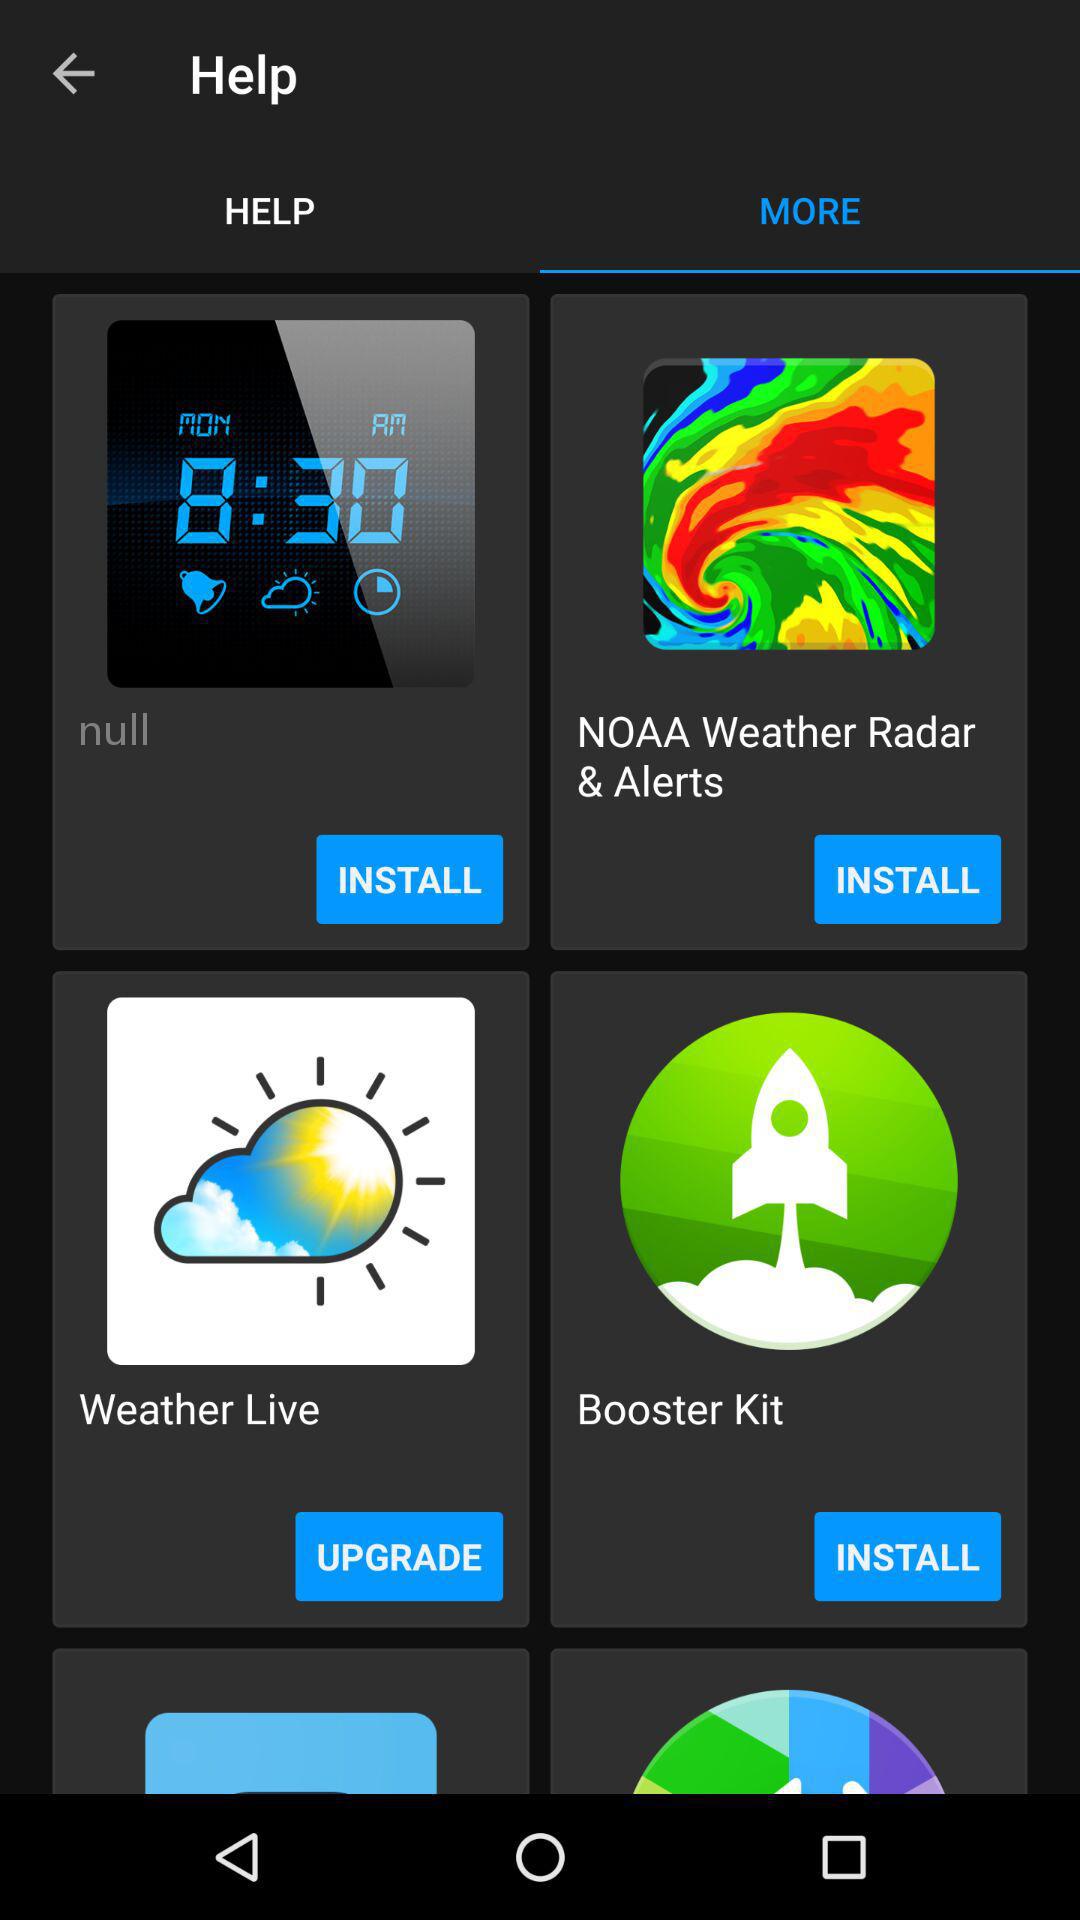 Help
HELP
MORE
MON AM
8:30
null
NOAA Weather Radar
& Alerts
INSTALL
INSTALL
Weather Live
Booster Kit
UPGRADE
INSTALL